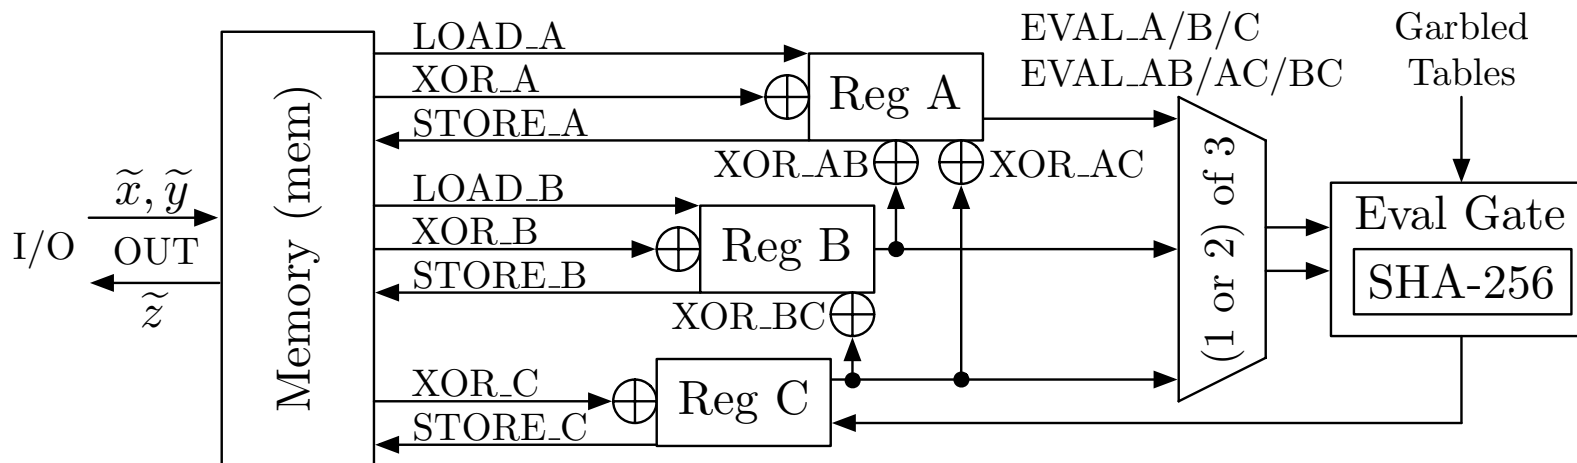 I/O
x̃, ỹ
OUT
z̃
Memory (mem)
LOAD_A
XOR_A
STORE_A
Reg A
XOR_AB
XOR_AC
LOAD_B
XOR_B
STORE_B
Reg B
XOR_BC
XOR_C
STORE_C
Reg C
EVAL_A/B/C
EVAL_AB/AC/BC
(1 or 2) of 3
Garbled
Tables
Eval Gate
SHA-256